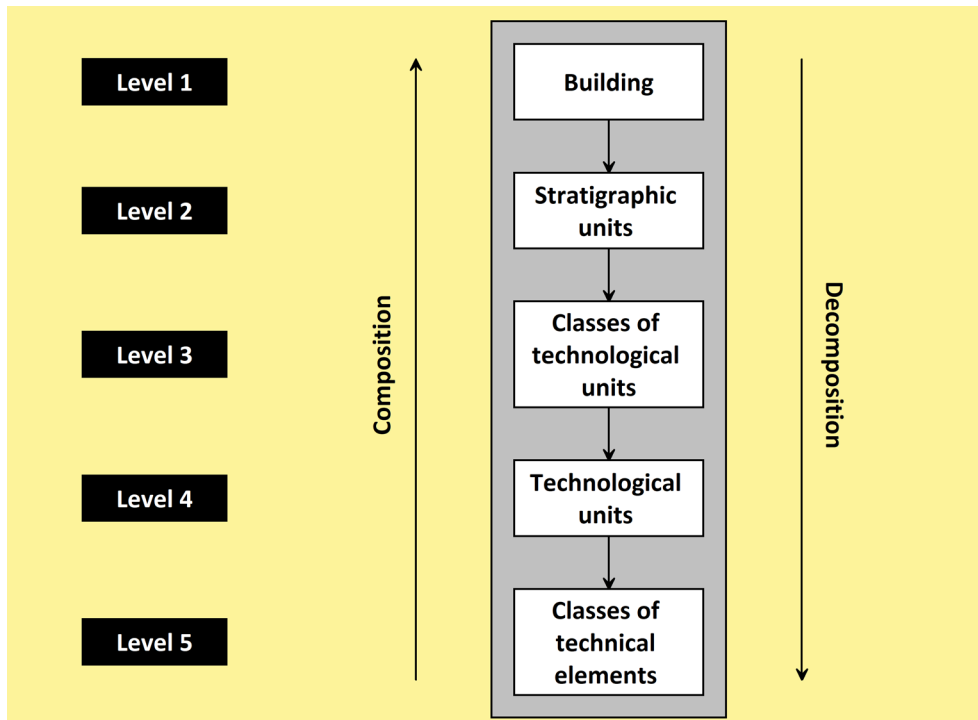 Level 1
Building
Level 2
Stratigraphic
units
Level 3
Classes of
technological
units
Composition
Decomposition
Level 4
Technological
units
Level 5
Classes of
technical
elements